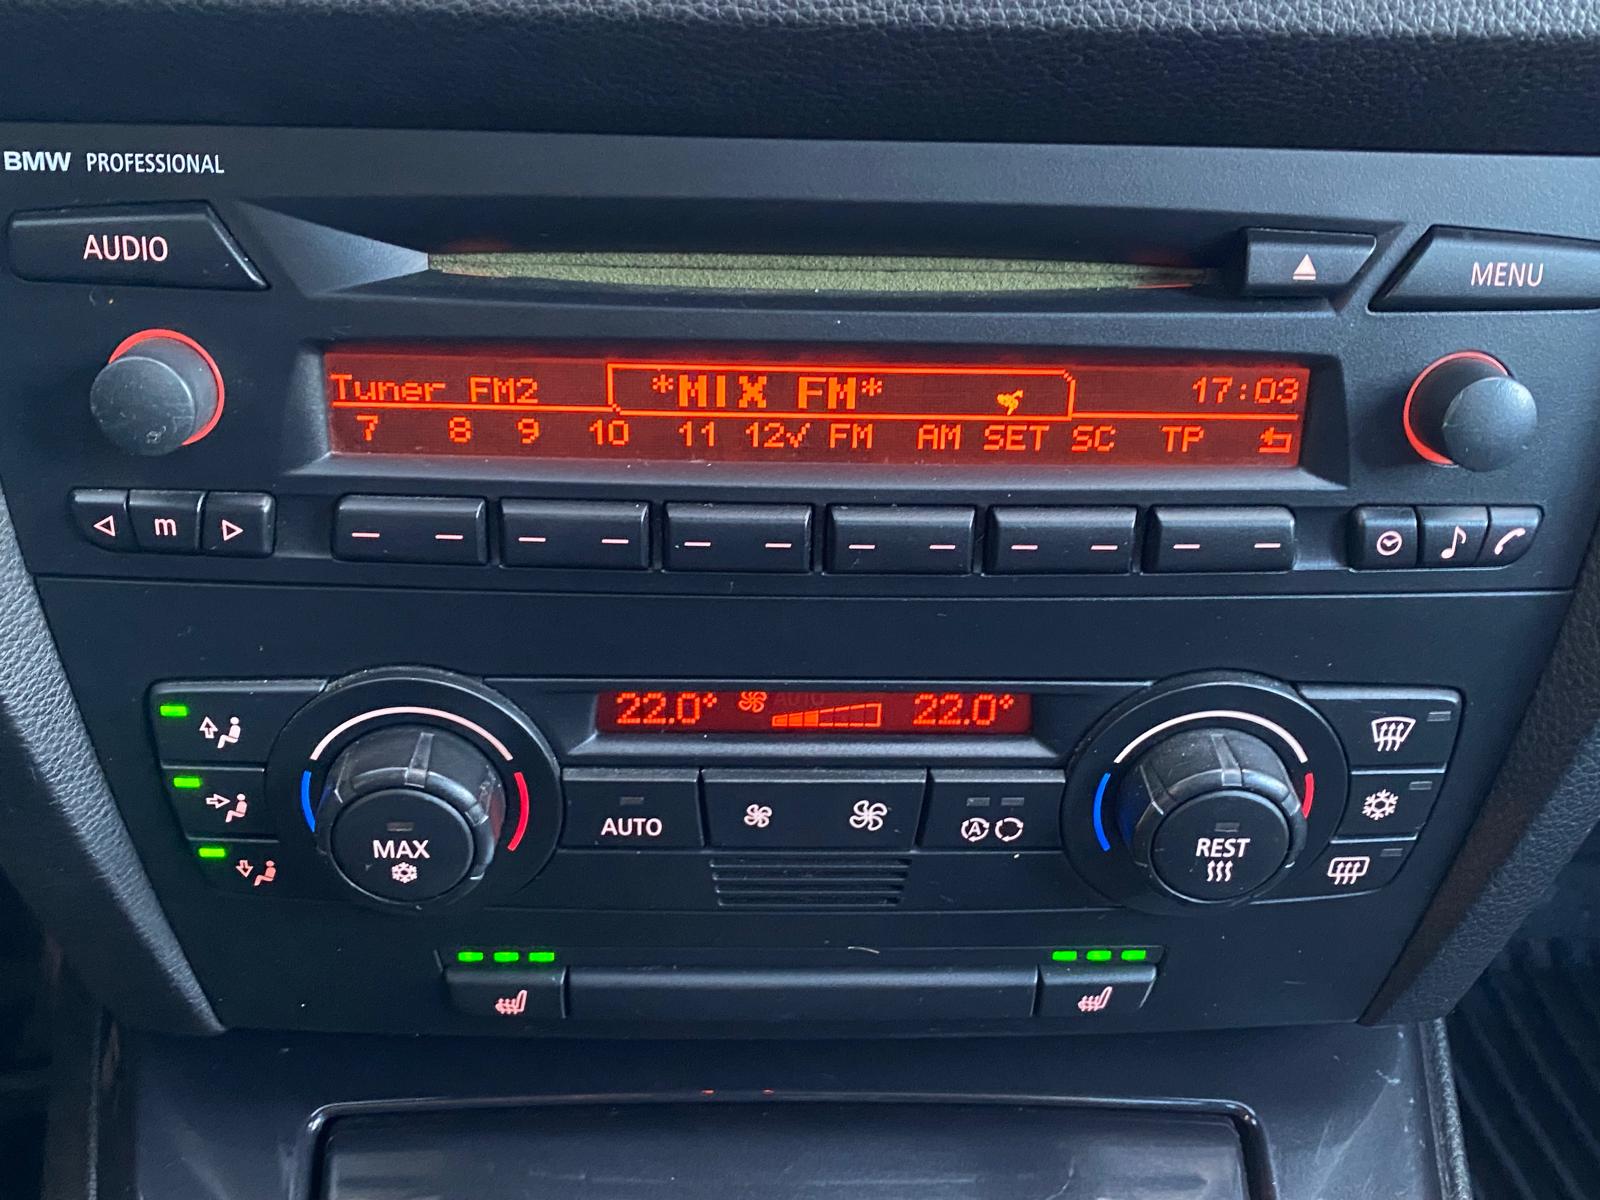 BMW PROFESSIONAL
AUDIO
MENU
Tuner FM2 *MIX FM* 17:03
7 8 9 10 11 12√ FM AM SET SC TP
m
22.0° AUTO 22.0°
AUTO
A
MAX
REST